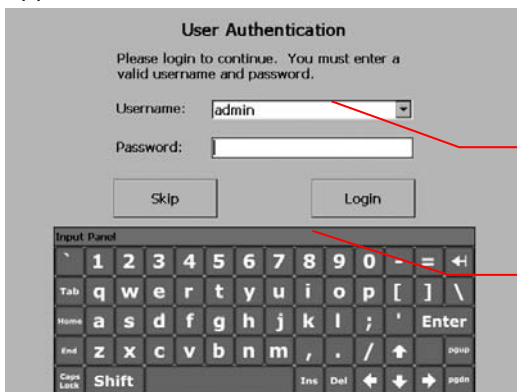 User Authentication
Please login to continue. You must enter a
valid username and password.
Username: admin
Password:
Skip Login
Input Panel
` 1 2 3 4 5 6 7 8 9 0 - =
Tab q w e r t y u i o p [ ] \
Home a s d f g h j k l ; ' Enter
End z x c v b n m , . / pgup
Caps Lock Shift Ins Del pgdn